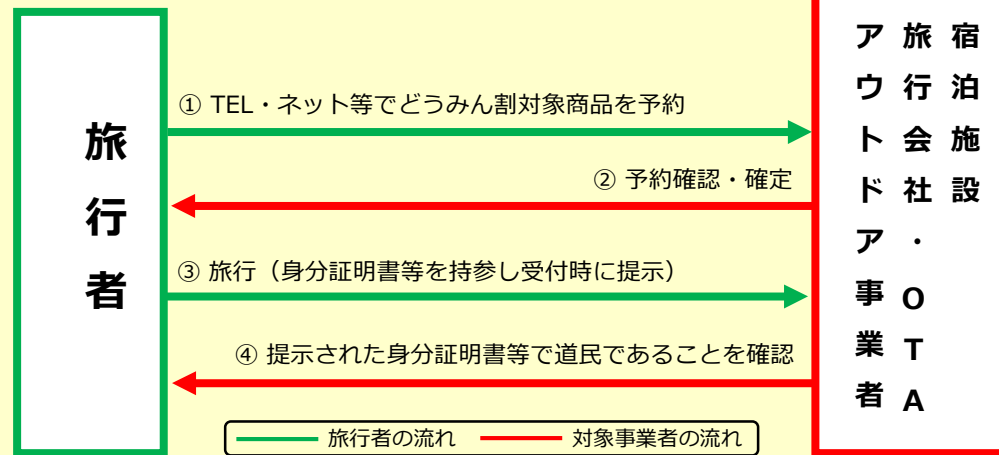 旅行者
① TEL・ネット等でどうみん割対象商品を予約
② 予約確認・確定
③ 旅行（身分証明書等を持参し受付時に提示）
④ 提示された身分証明書等で道民であることを確認
宿泊施設
旅行会社・OTA
アウトドア事業者
旅行者の流れ
対象事業者の流れ